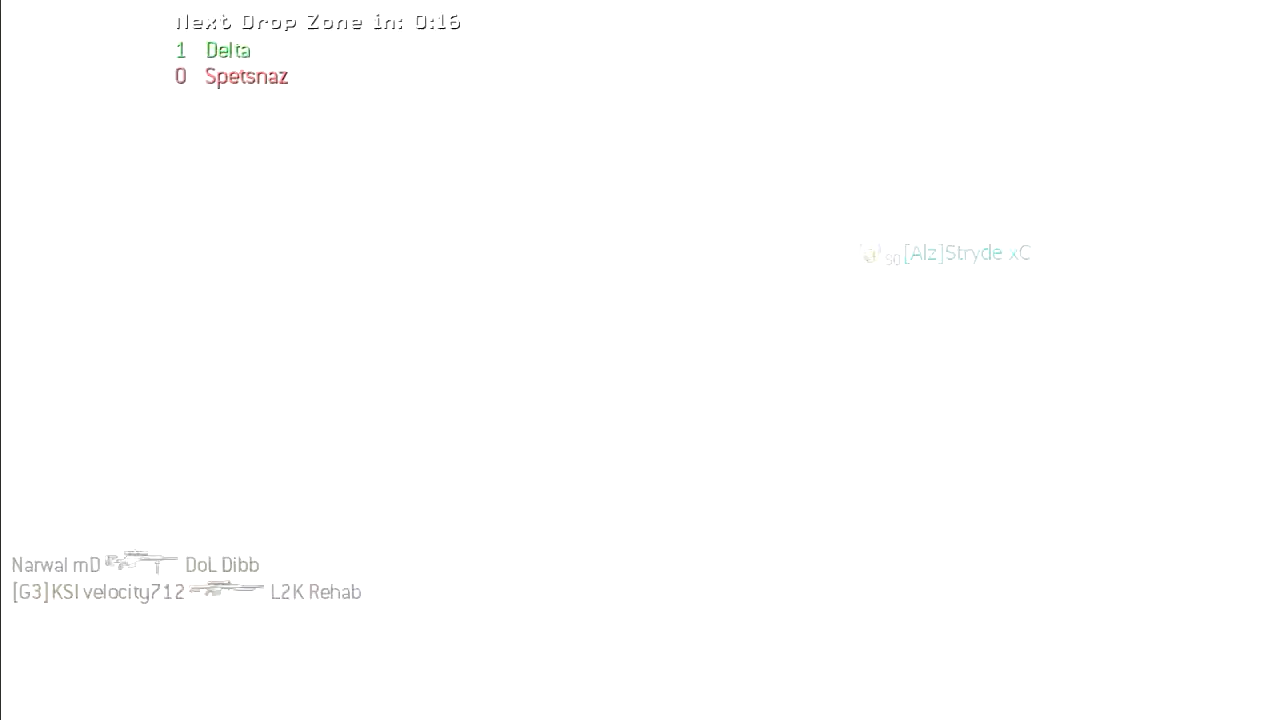 Next Drop Zone in: 0:16
1 Delta
0 Spetsnaz
90 [Alz]Stryde xC
Narwal mD DoL Dibb
[G3]KSI velocity712 L2K Rehab